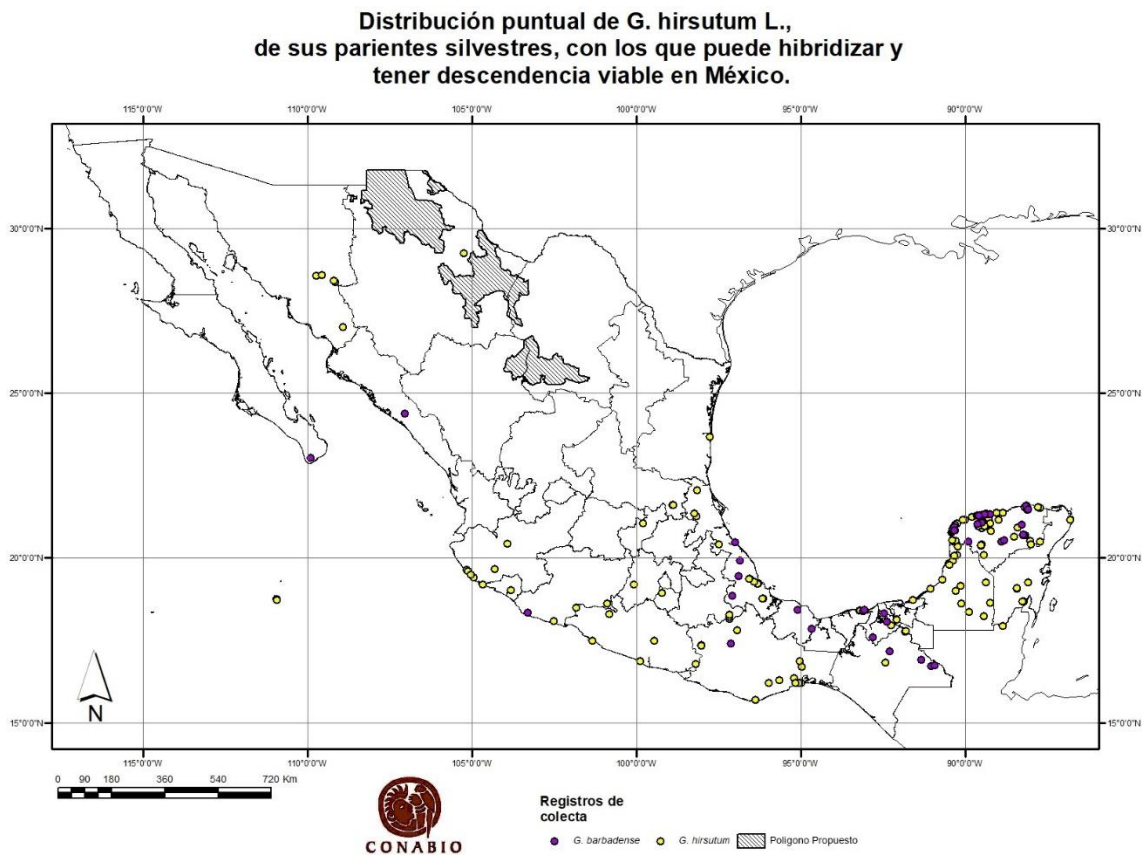 Distribución puntual de G. hirsutum L.,
de sus parientes silvestres, con los que puede hibridizar y
tener descendencia viable en México.
115°0'0"W 110°0'0"W 105°0'0"W 100°0'0"W 95°0'0"W 90°0'0"W
30°0'0"N 30°0'0"N
25°0'0"N 25°0'0"N
20°0'0"N 20°0'0"N
15°0'0"N 15°0'0"N
N
115°0'0"W 110°0'0"W 105°0'0"W 100°0'0"W 95°0'0"W 90°0'0"W
0 90 180 360 540 720 Km
CONABIO
Registros de
colecta
G. barbadense G. hirsutum Polígono Propuesto